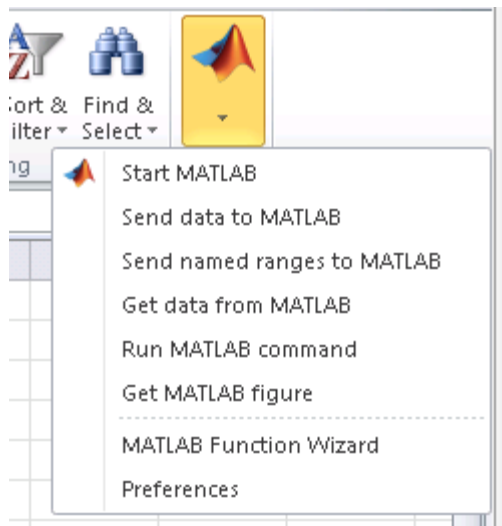 Sort & Find &
ilter Select
ng
Start MATLAB
Send data to MATLAB
Send named ranges to MATLAB
Get data from MATLAB
Run MATLAB command
Get MATLAB figure
MATLAB Function Wizard
Preferences